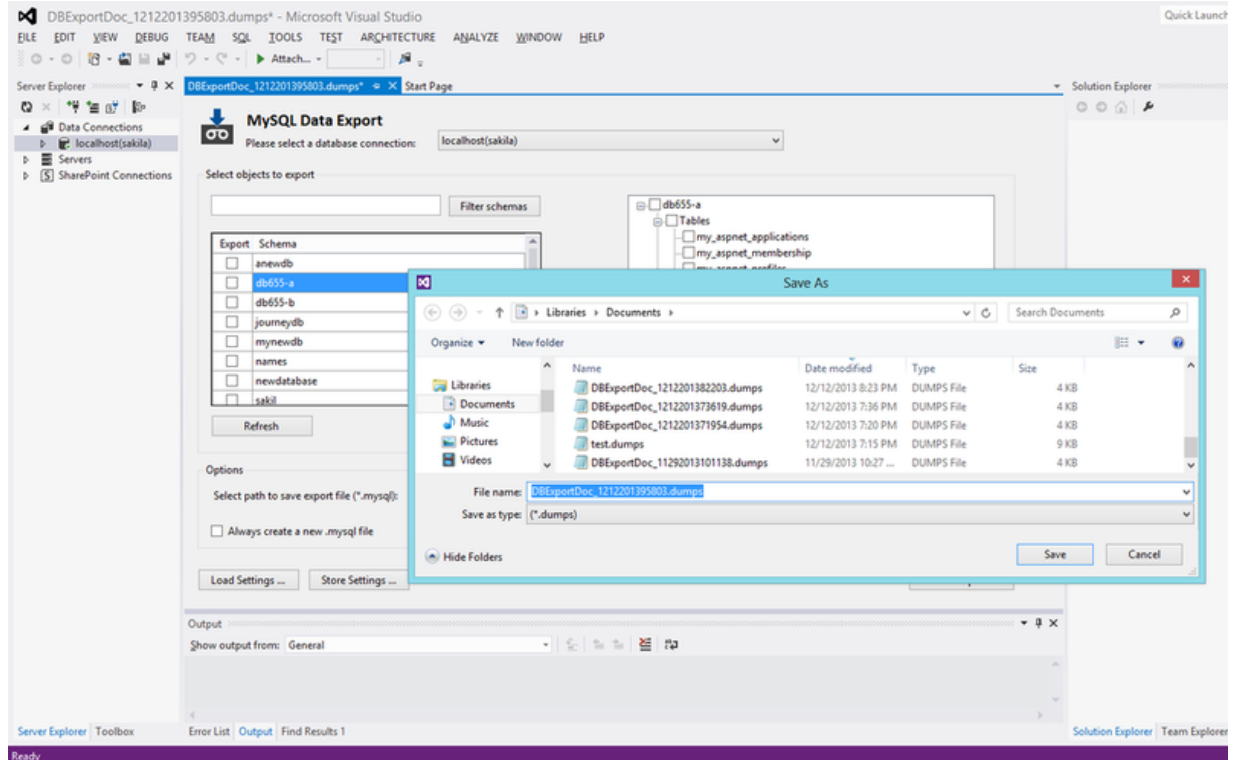 DBExportDoc_1212201395803.dumps* - Microsoft Visual Studio
Quick Launch
FILE EDIT VIEW DEBUG TEAM SQL TOOLS TEST ARCHITECTURE ANALYZE WINDOW HELP
Attach...
Server Explorer
DBExportDoc_1212201395803.dumps*
Start Page
Solution Explorer
Data Connections
localhost(sakila)
Servers
SharePoint Connections
MySQL Data Export
Please select a database connection: localhost(sakila)
Select objects to export
Filter schemas
Export Schema
anewdb
db655-a
db655-b
journeydb
mynewdb
names
newdatabase
sakil
Refresh
db655-a
Tables
my_aspnet_applications
my_aspnet_membership
my_aspnet_profiles
Options
Select path to save export file (*.mysql):
Always create a new .mysql file
Load Settings ... Store Settings ...
Save As
Libraries Documents
Search Documents
Organize New folder
Libraries
Documents
Music
Pictures
Videos
Name Date modified Type Size
DBExportDoc_1212201382203.dumps 12/12/2013 8:23 PM DUMPS File 4 KB
DBExportDoc_1212201373619.dumps 12/12/2013 7:36 PM DUMPS File 4 KB
DBExportDoc_1212201371954.dumps 12/12/2013 7:20 PM DUMPS File 4 KB
test.dumps 12/12/2013 7:15 PM DUMPS File 9 KB
DBExportDoc_11292013101138.dumps 11/29/2013 10:27 ... DUMPS File 4 KB
File name: DBExportDoc_1212201395803.dumps
Save as type: (*.dumps)
Hide Folders
Save Cancel
Output
Show output from: General
Server Explorer Toolbox
Error List Output Find Results 1
Solution Explorer Team Explorer
Ready